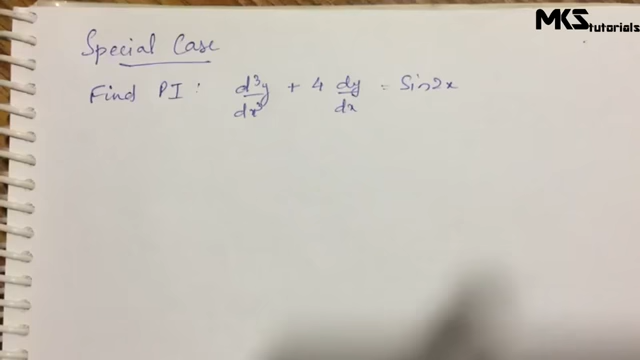 MKS tutorials
Special Case
Find PI : d³y/dx³ + 4 dy/dx = Sin2x